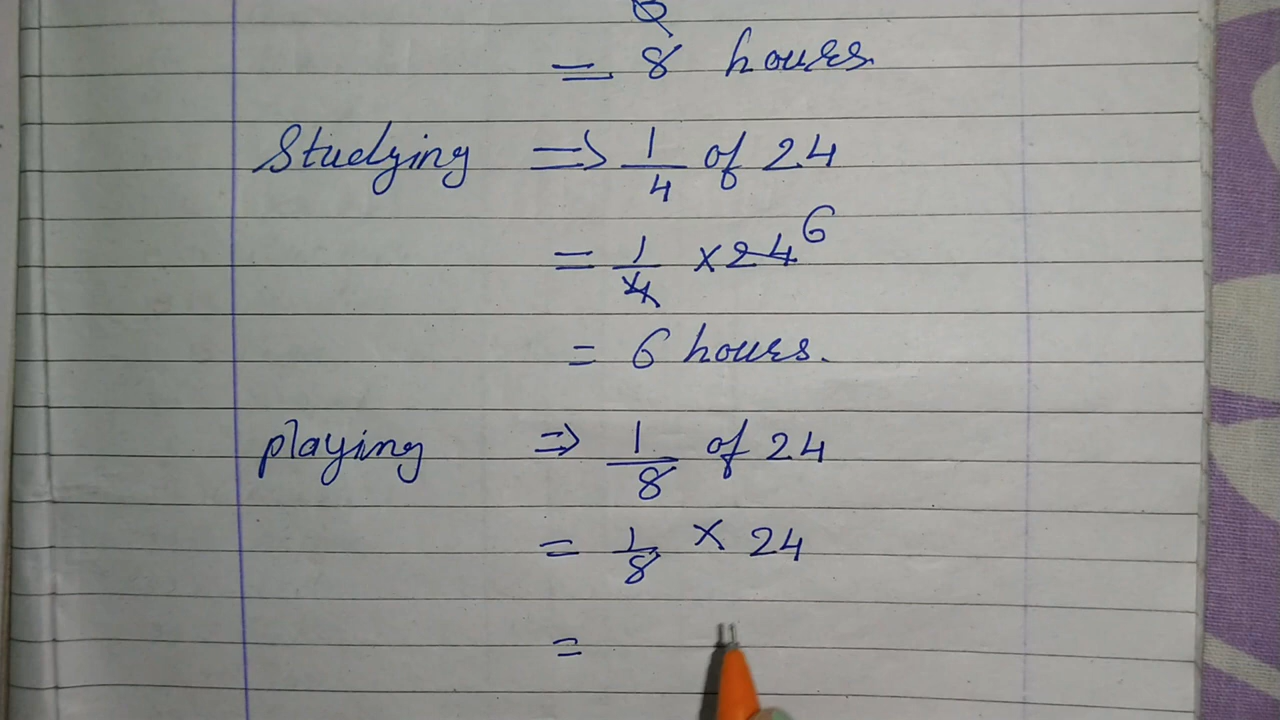 = 8 hours.
Studying => 1/4 of 24
= 1/4 × 24 6
= 6 hours.
playing => 1/8 of 24
= 1/8 × 24
=